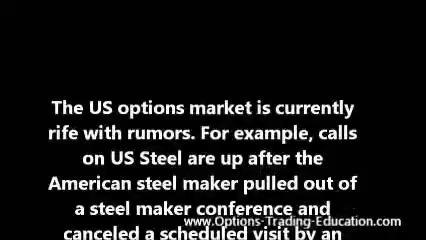 The US options market is currently
rife with rumors. For example, calls
on US Steel are up after the
American steel maker pulled out of
a steel maker conference and
www.Options-Trading-Education.com
canceled a scheduled visit by an